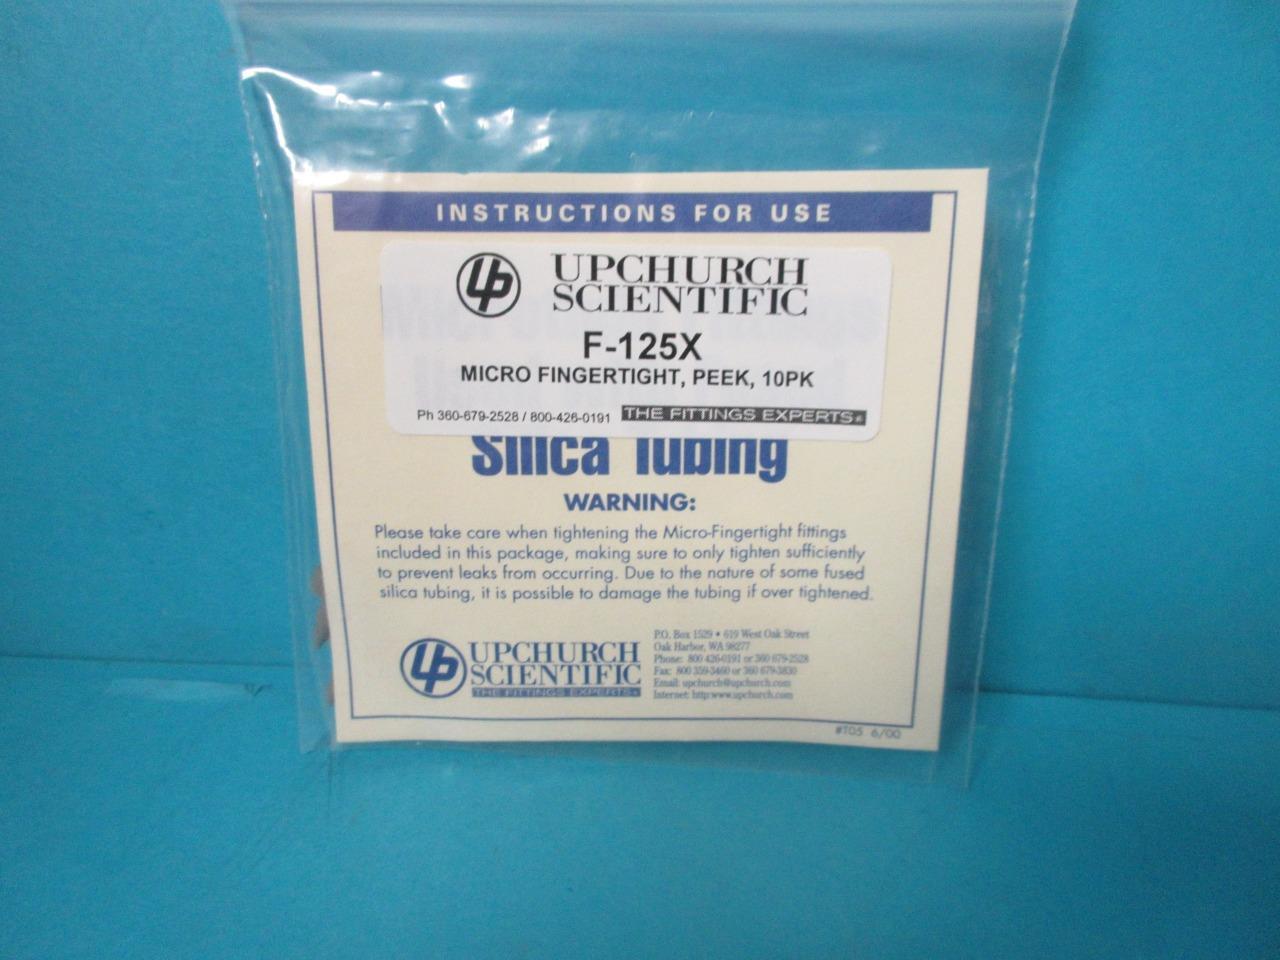 INSTRUCTIONS FOR USE
UP UPCHURCH
SCIENTIFIC
F-125X
MICRO FINGERTIGHT, PEEK, 10PK
Ph 360-679-2528 / 800-426-0191 THE FITTINGS EXPERTS®
Silica Tubing
WARNING:
Please take care when tightening the Micro-Fingertight fittings
included in this package, making sure to only tighten sufficiently
to prevent leaks from occurring. Due to the nature of some fused
silica tubing, it is possible to damage the tubing if over tightened.
UP UPCHURCH
SCIENTIFIC
THE FITTINGS EXPERTS®
P.O. Box 1529 • 619 West Oak Street
Oak Harbor, WA 98277
Phone: 800 426-0191 or 360 679-2528
Fax: 800 359-3460 or 360 679-3830
Email: upchurch@upchurch.com
Internet: http:www.upchurch.com
#T05 6/00